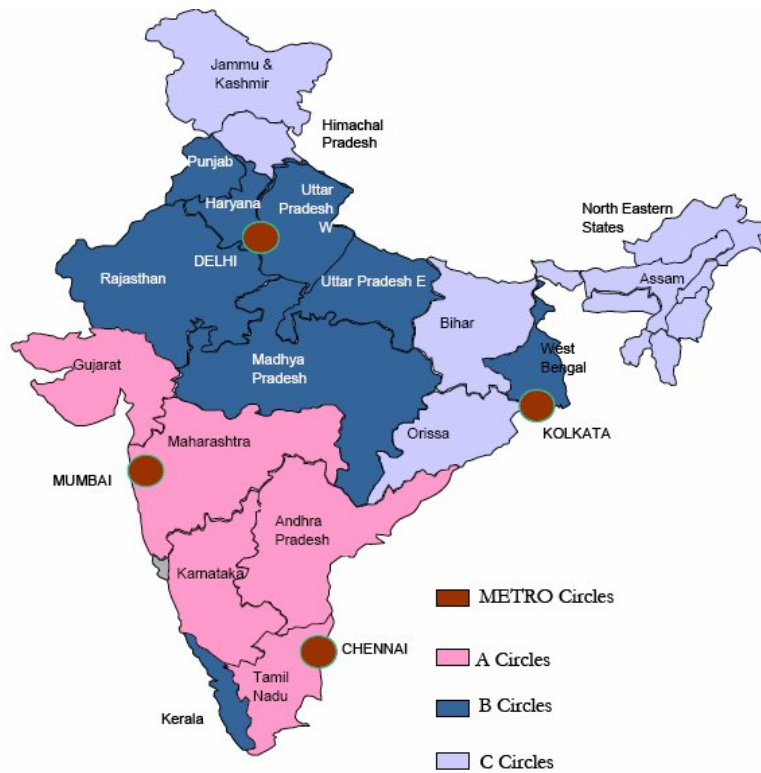 Jammu &
Kashmir
Himachal
Pradesh
Punjab
Haryana
Uttar
Pradesh
W
North Eastern
States
DELHI
Rajasthan
Uttar Pradesh E
Assam
Bihar
Gujarat
Madhya
Pradesh
West
Bengal
Maharashtra
Orissa
KOLKATA
MUMBAI
Andhra
Pradesh
Karnataka
METRO Circles
CHENNAI
A Circles
Tamil
Nadu
Kerala
B Circles
C Circles